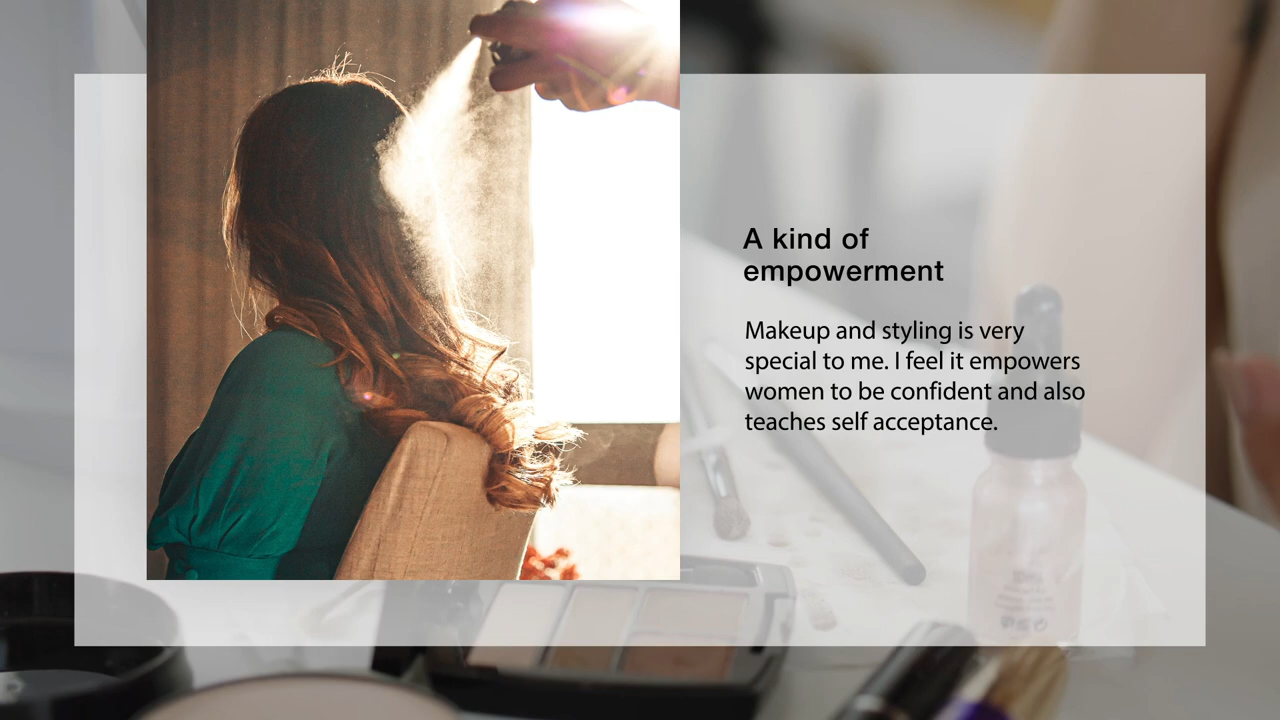 A kind of
empowerment
Makeup and styling is very
special to me. I feel it empowers
women to be confident and also
teaches self acceptance.